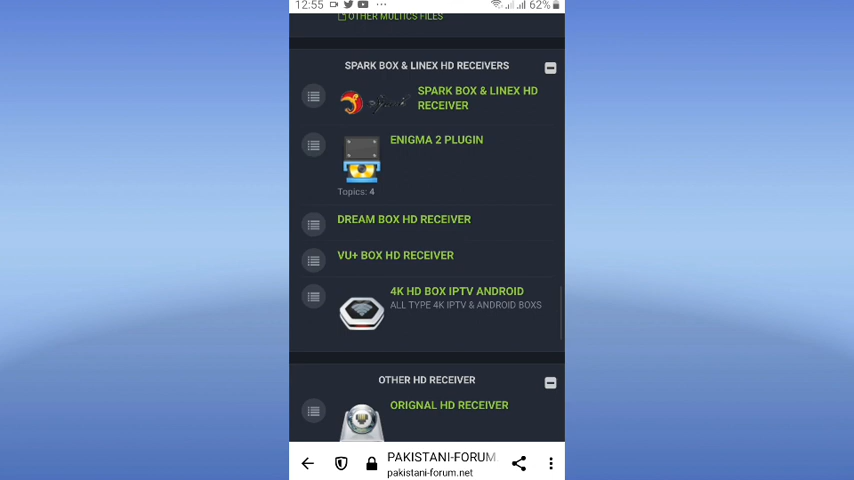 12:55 ... 62%
OTHER MULTICS FILES
SPARK BOX & LINEX HD RECEIVERS
SPARK BOX & LINEX HD
RECEIVER
ENIGMA 2 PLUGIN
Topics: 4
DREAM BOX HD RECEIVER
VU+ BOX HD RECEIVER
4K HD BOX IPTV ANDROID
ALL TYPE 4K IPTV & ANDROID BOXS
OTHER HD RECEIVER
ORIGNAL HD RECEIVER
PAKISTANI-FORUM.
pakistani-forum.net